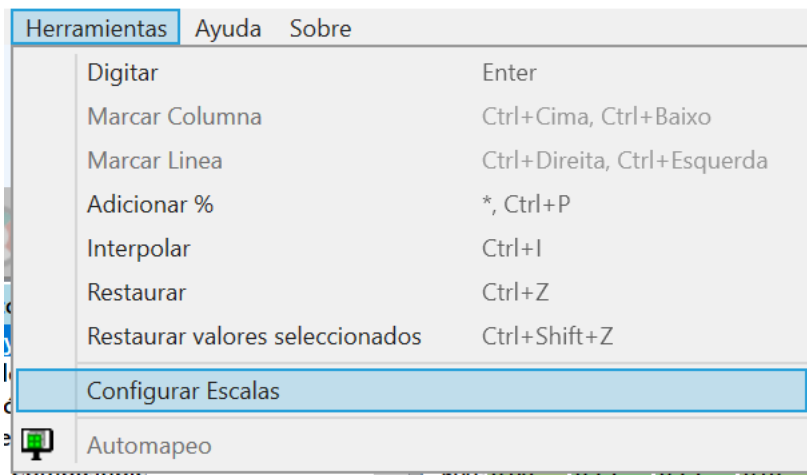 Herramientas Ayuda Sobre
Digitar Enter
Marcar Columna Ctrl+Cima, Ctrl+Baixo
Marcar Linea Ctrl+Direita, Ctrl+Esquerda
Adicionar % *, Ctrl+P
Interpolar Ctrl+I
Restaurar Ctrl+Z
Restaurar valores seleccionados Ctrl+Shift+Z
Configurar Escalas
Automapeo